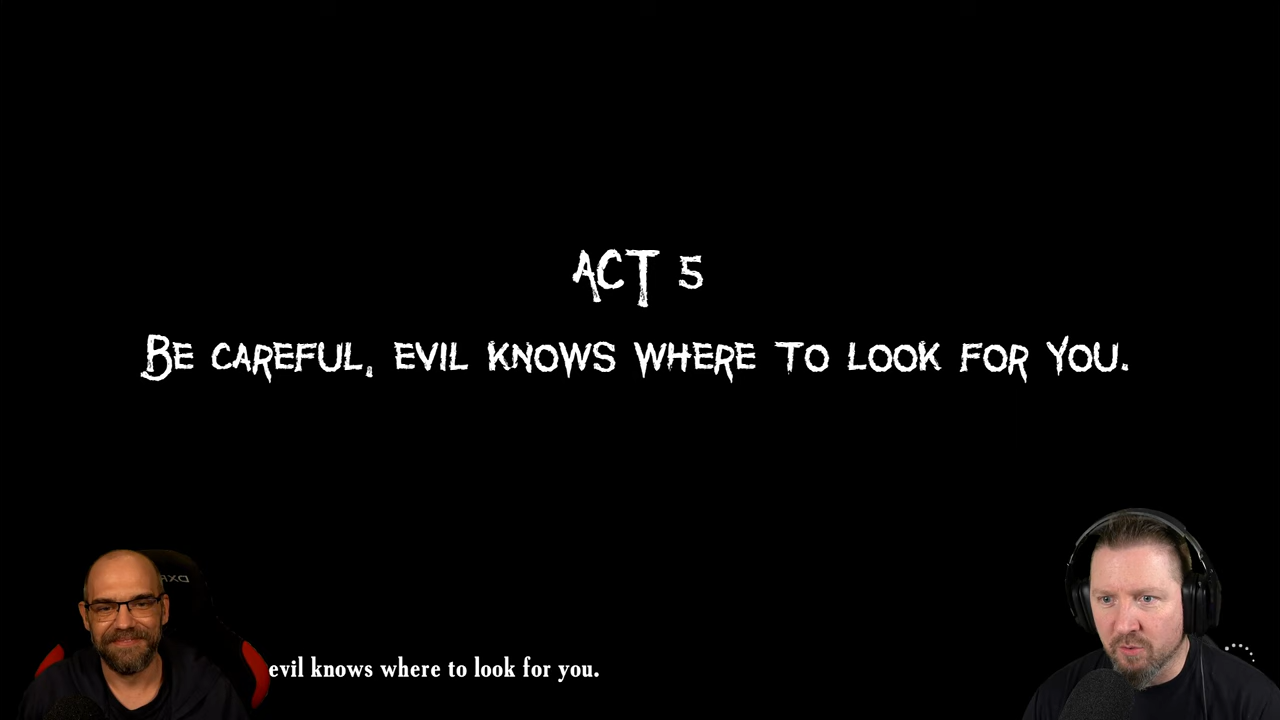 ACT 5
BE CAREFUL, EVIL KNOWS WHERE TO LOOK FOR YOU.
evil knows where to look for you.